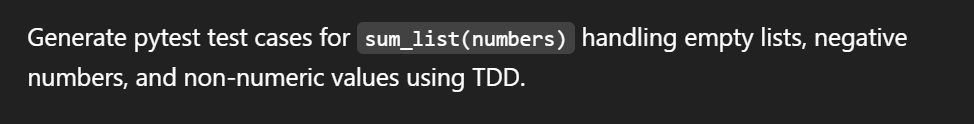 Generate pytest test cases for sum_list(numbers) handling empty lists, negative
numbers, and non-numeric values using TDD.